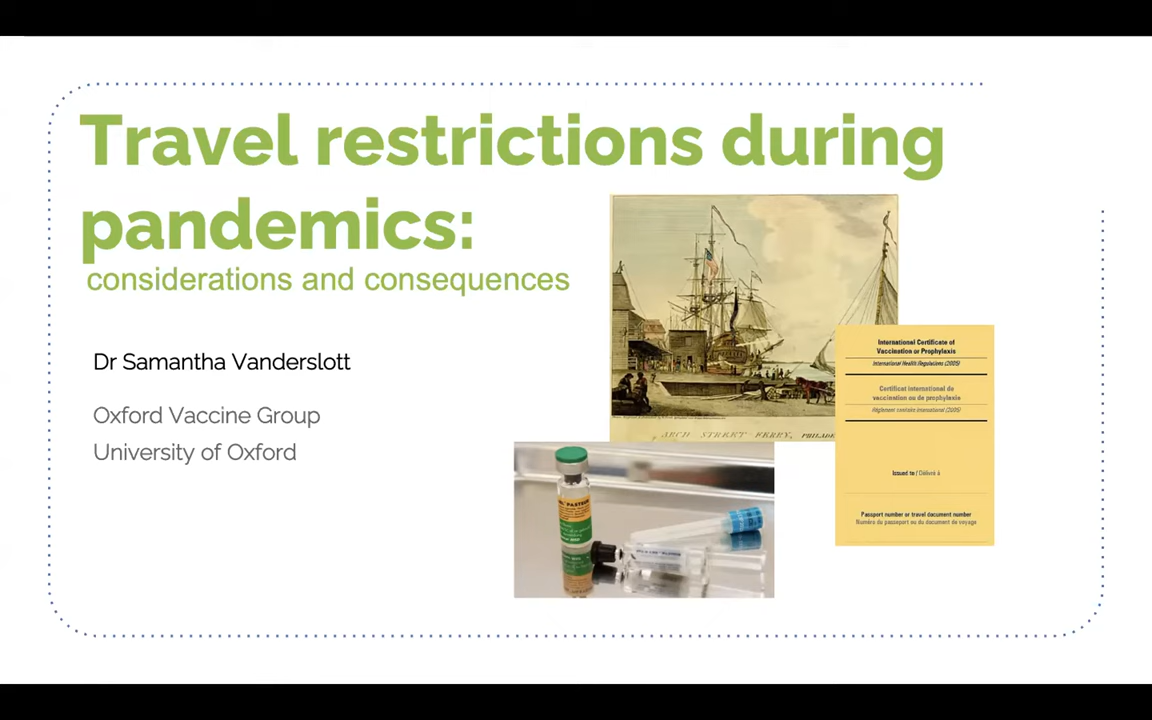 Travel restrictions during
pandemics:
considerations and consequences
Dr Samantha Vanderslott
Oxford Vaccine Group
University of Oxford
ARCH STREET FERRY, PHILADE
International Certificate of
Vaccination or Prophylaxis
International Health Regulations (2005)
Certificat international de
vaccination ou de prophylaxie
Règlement sanitaire international (2005)
Issued to / Délivré à
Passport number or travel document number
Numéro du passeport ou du document de voyage
PASTEUR